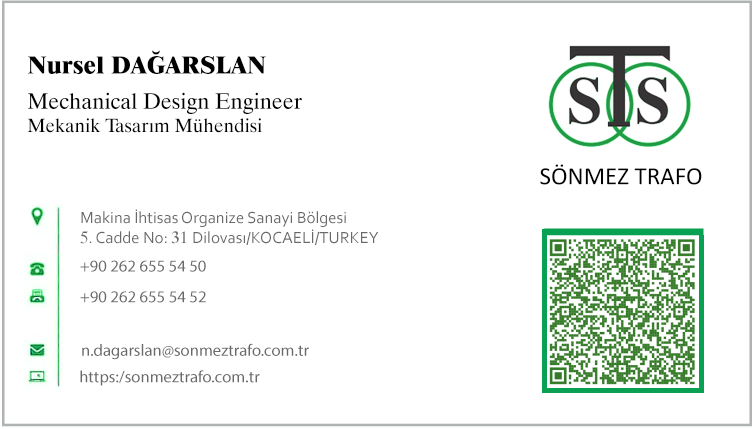 Nursel DAĞARSLAN
Mechanical Design Engineer
Mekanik Tasarım Mühendisi
STS
SÖNMEZ TRAFO
Makina İhtisas Organize Sanayi Bölgesi
5. Cadde No: 31 Dilovası/KOCAELİ/TURKEY
+90 262 655 54 50
+90 262 655 54 52
n.dagarslan@sonmeztrafo.com.tr
https:/sonmeztrafo.com.tr